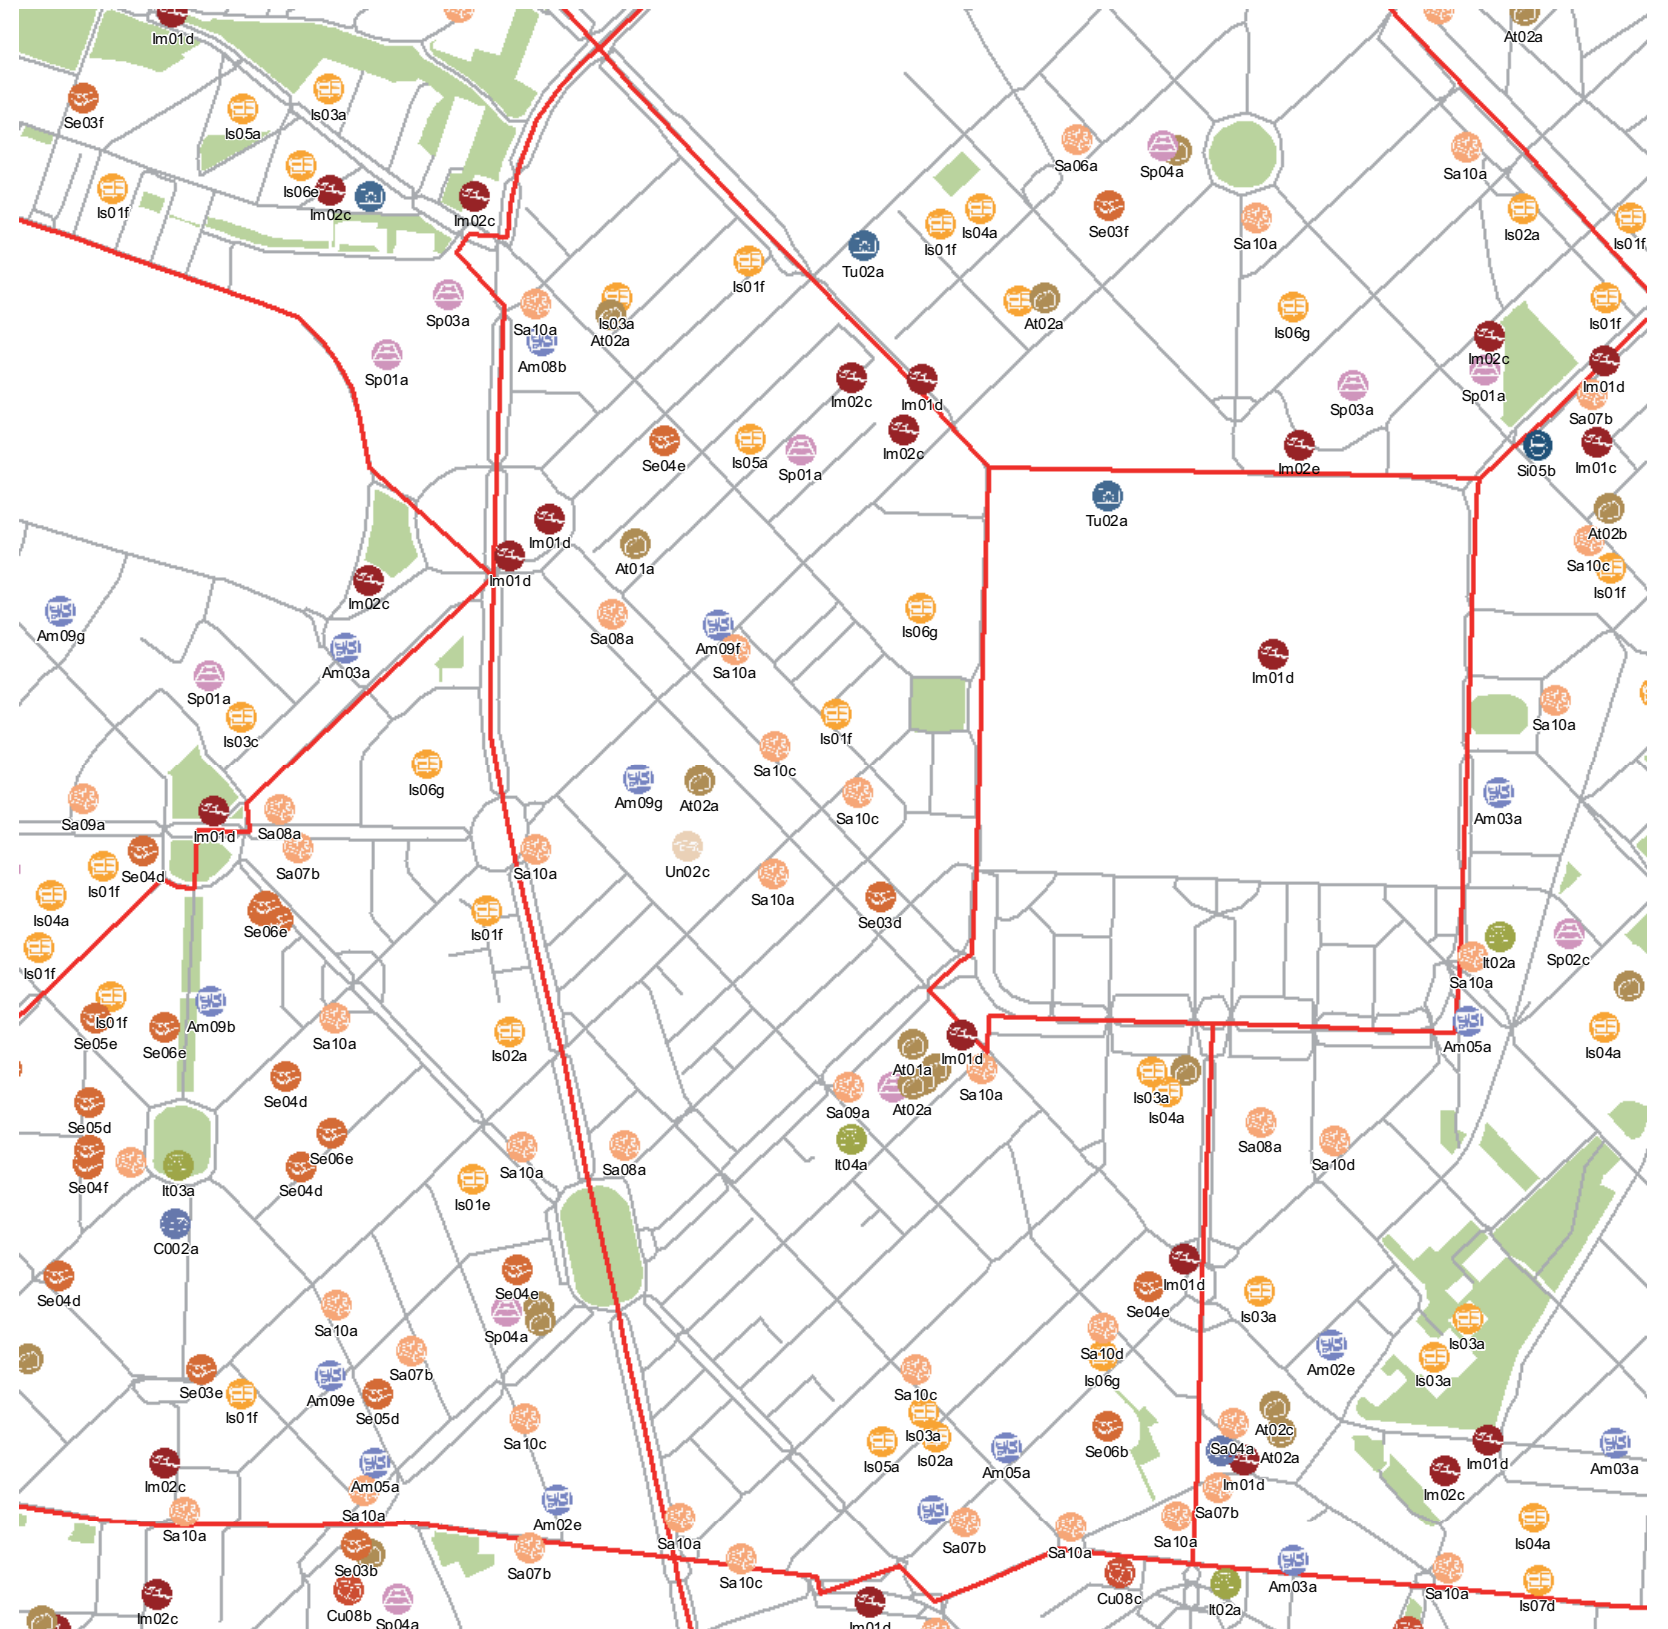 Im01d
At02a
Se03f
Is05a
Is03a
Sa06a
Sp04a
Sa10a
Is06e
Is01f
Im02c
Im02c
Se03f
Is04a
Is01f
Is02a
Is01f
Sa10a
Tu02a
Is01f
Sp03a
Sa10a
Is03a
At02a
At02a
Is06g
Is01f
Am08b
Im02c
Sp01a
Im02c
Im01d
Sp03a
Sp01a
Im01d
Sa07b
Se04e
Is05a
Sp01a
Im02c
Im02e
Si05b
Im01c
Tu02a
Im01d
At02b
At01a
Sa10c
Im01d
Is01f
Im02c
Am09g
Sa08a
Is06g
Am09f
Am03a
Sa10a
Im01d
Sp01a
Is03c
Is01f
Sa10a
Sa10c
Is06g
Am09g
At02a
Sa10c
Am03a
Sa09a
Sa08a
Im01d
Sa07b
Se04d
Is01f
Sa10a
Un02c
Sa10a
Is04a
Se03d
Se06e
Is01f
It02a
Sp02c
Is01f
Sa10a
Is01f
Am09b
Se05e
Se06e
Sa10a
Is02a
Am05a
Is04a
At01a
Im01d
Se04d
Sa09a
At02a
Sa10a
Is03a
Is04a
Se05d
Se06e
Sa08a
Sa10d
Se04f
It03a
Se04d
Sa10a
Sa08a
It04a
Is01e
C002a
Im01d
Se04d
Se04e
Se04e
Is03a
Sa10a
Sp04a
Sa10d
Is03a
Is06g
Am02e
Is03a
Sa07b
Se03e
Is01f
Am09e
Se05d
Sa10c
Sa10c
Is03a
Is02a
Is05a
Am05a
Se06b
At02c
Sa04a
At02a
Im01d
Im01d
Am03a
Im02c
Im02c
Am05a
Sa10a
Sa10a
Am02e
Sa10a
Sa07b
Sa07b
Sa10a
Sa10a
Is04a
Se03b
Sa07b
Sa10c
Cu08b
Sp04a
Im02c
Im01d
Cu08c
It02a
Am03a
Sa10a
Is07d